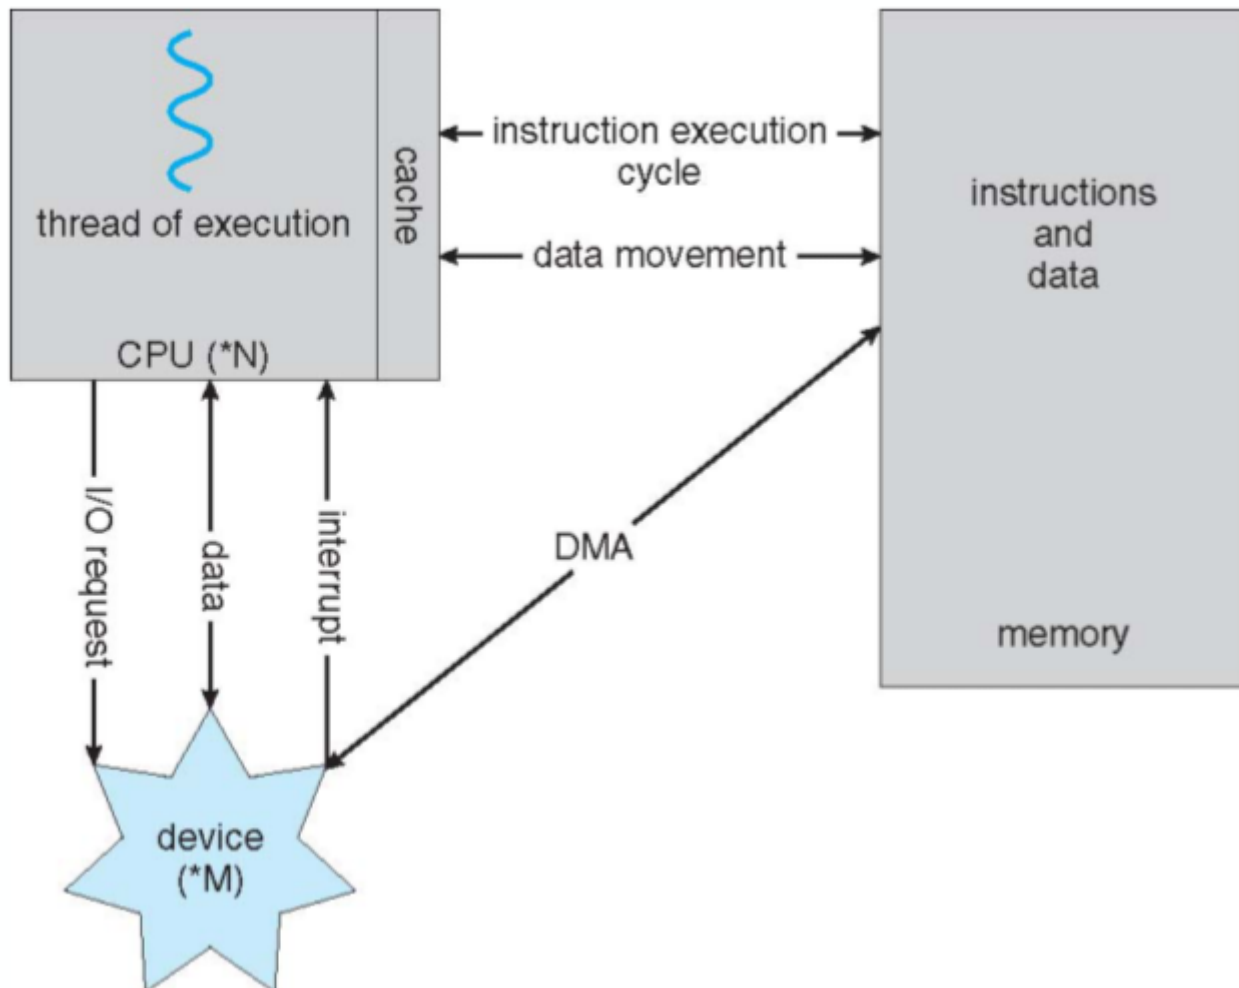 thread of execution
CPU (*N)
cache
instruction execution
cycle
data movement
instructions
and
data
memory
I/O request
data
interrupt
DMA
device
(*M)